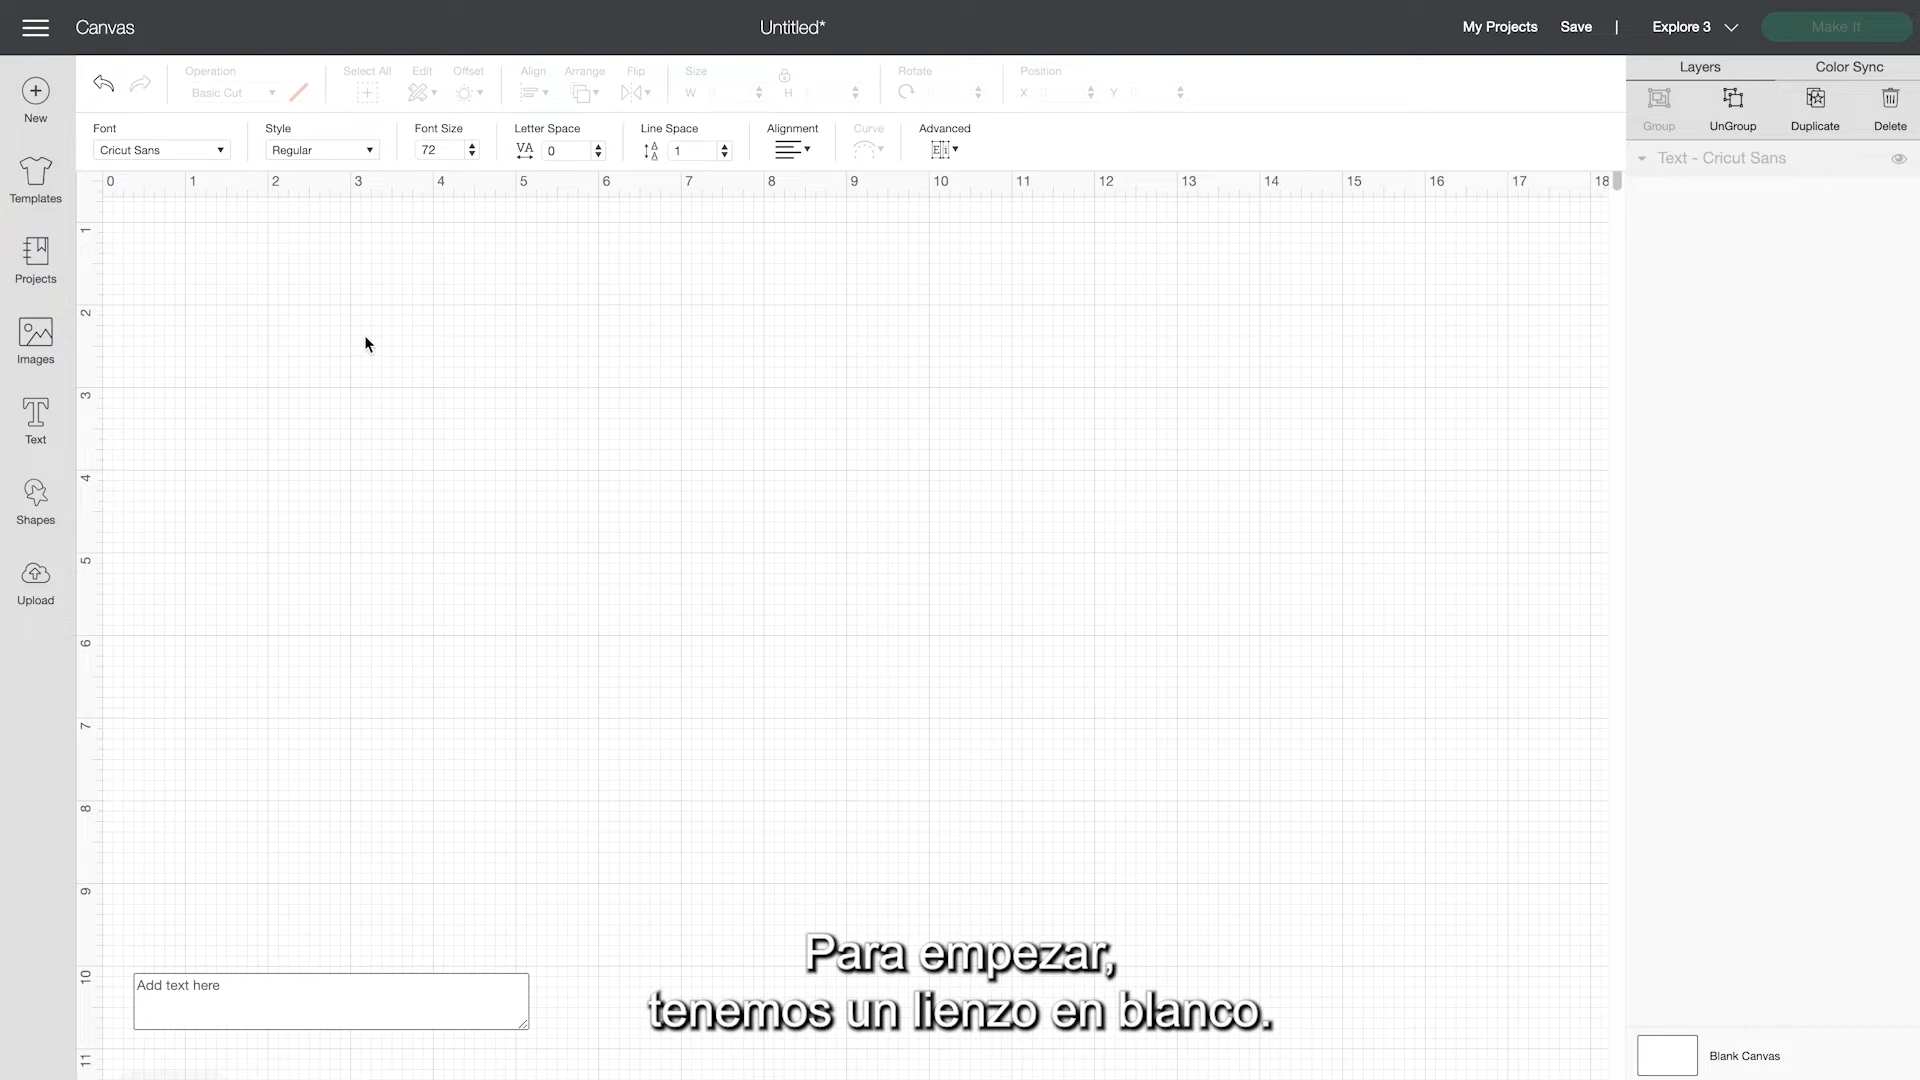 Canvas
Untitled*
My Projects
Save
|
Explore 3
Make It
Operation
Select All
Edit
Offset
Align
Arrange
Flip
Size
Rotate
Position
Basic Cut
W
H
X
Y
Layers
Color Sync
Group
UnGroup
Duplicate
Delete
Text - Cricut Sans
New
Templates
Projects
Images
Text
Shapes
Upload
Font
Style
Font Size
Letter Space
Line Space
Alignment
Curve
Advanced
Cricut Sans
Regular
72
VA
0
1
0 1 2 3 4 5 6 7 8 9 10 11 12 13 14 15 16 17 18
1
2
3
4
5
6
7
8
9
10
11
Add text here
Para empezar,
tenemos un lienzo en blanco.
Blank Canvas